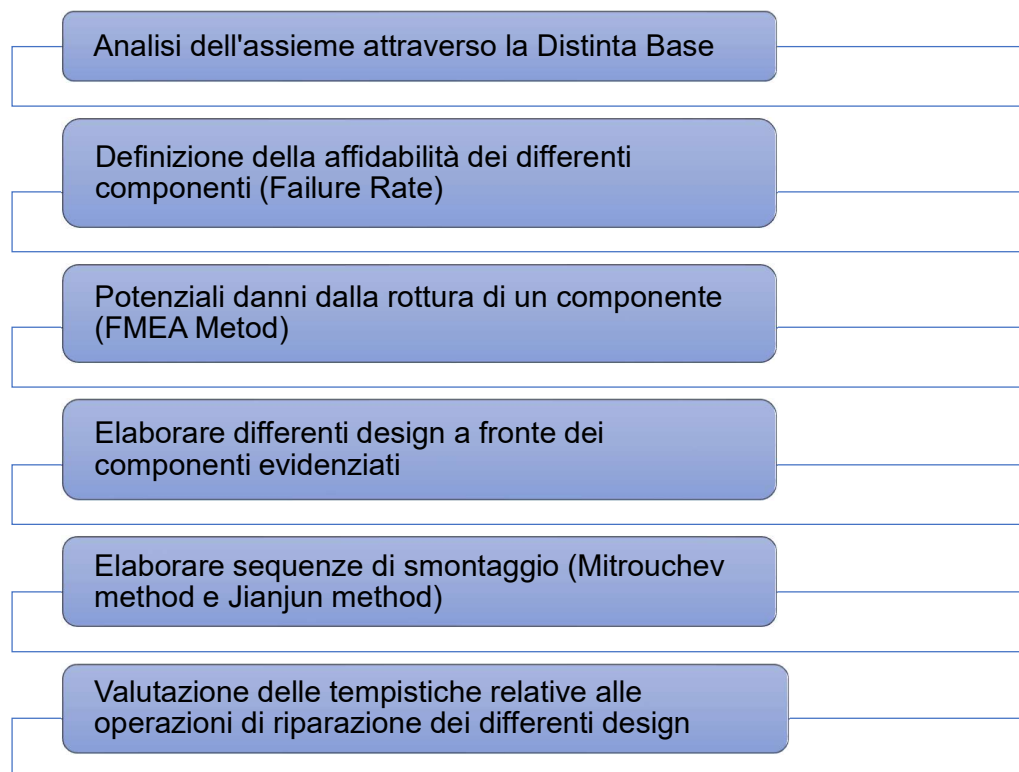 Analisi dell'assieme attraverso la Distinta Base
Definizione della affidabilità dei differenti
componenti (Failure Rate)
Potenziali danni dalla rottura di un componente
(FMEA Metod)
Elaborare differenti design a fronte dei
componenti evidenziati
Elaborare sequenze di smontaggio (Mitrouchev
method e Jianjun method)
Valutazione delle tempistiche relative alle
operazioni di riparazione dei differenti design